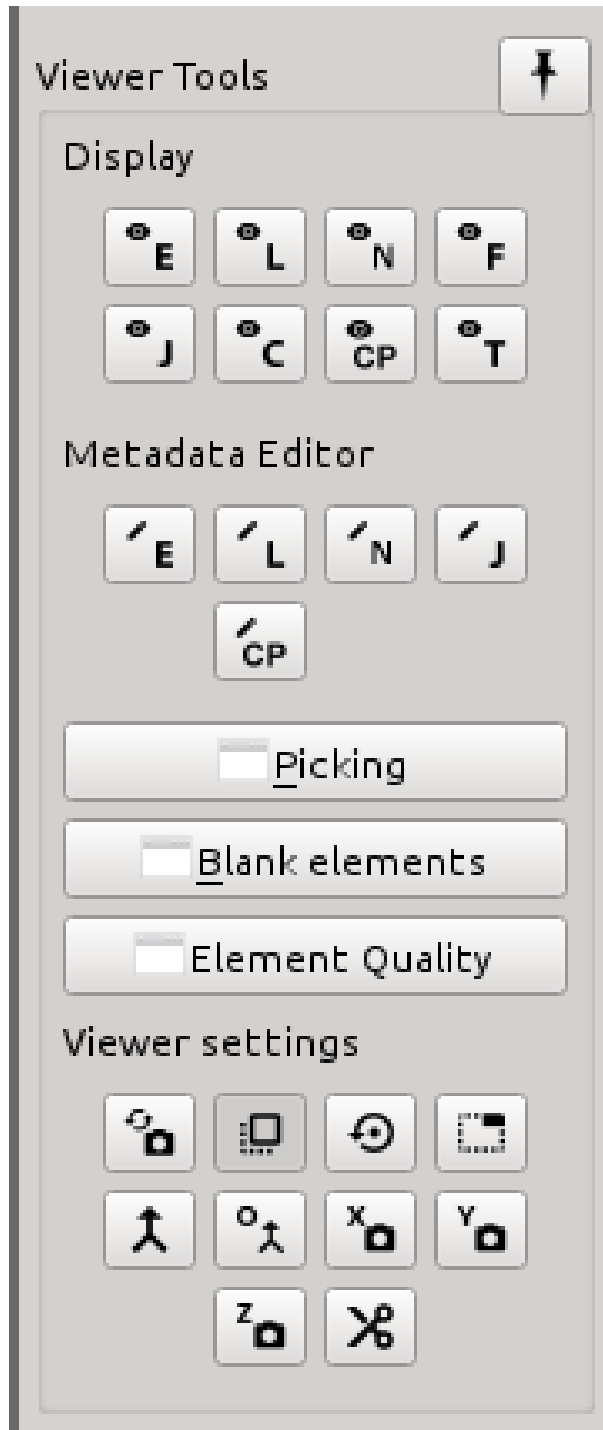 Viewer Tools
Display
E L N F
J C CP T
Metadata Editor
E L N J
CP
Picking
Blank elements
Element Quality
Viewer settings
O X Y
Z